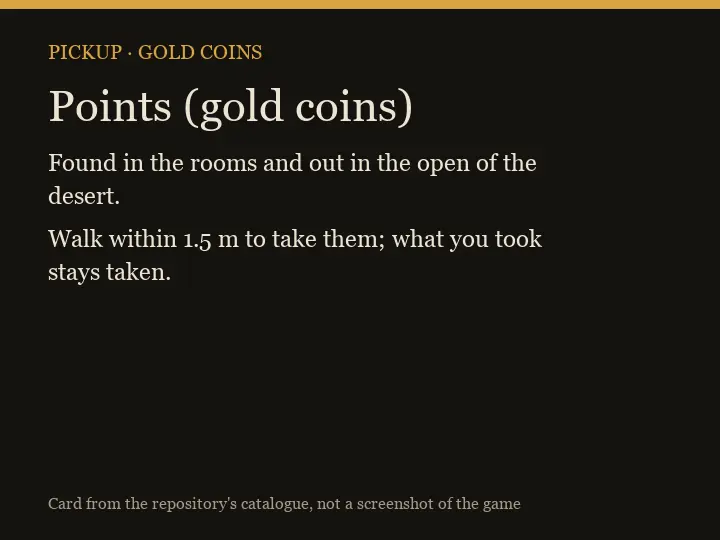 PICKUP · GOLD COINS
Points (gold coins)
Found in the rooms and out in the open of the
desert.
Walk within 1.5 m to take them; what you took
stays taken.
Card from the repository's catalogue, not a screenshot of the game